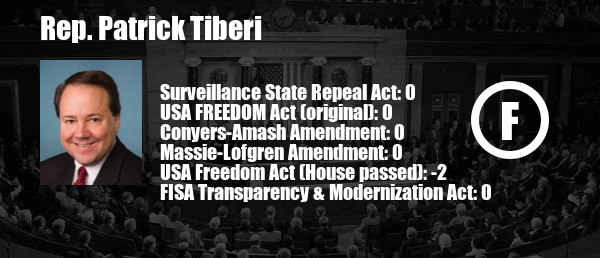 Rep. Patrick Tiberi
Surveillance State Repeal Act: 0
USA FREEDOM Act (original): 0
Conyers-Amash Amendment: 0
Massie-Lofgren Amendment: 0
USA Freedom Act (House passed): -2
FISA Transparency & Modernization Act: 0
F